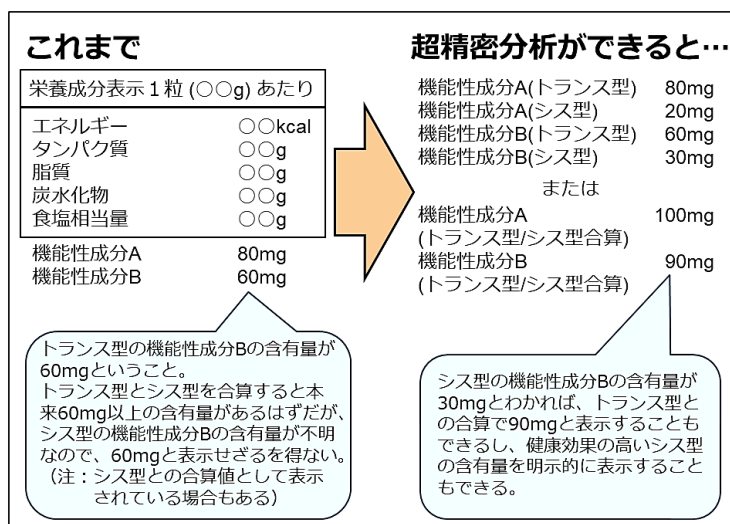 これまで
栄養成分表示１粒 (○○g) あたり
エネルギー ○○kcal
タンパク質 ○○g
脂質 ○○g
炭水化物 ○○g
食塩相当量 ○○g
機能性成分A 80mg
機能性成分B 60mg
トランス型の機能性成分Bの含有量が
60mgということ。
トランス型とシス型を合算すると本
来60mg以上の含有量があるはずだが、
シス型の機能性成分Bの含有量が不明
なので、60mgと表示せざるを得ない。
（注：シス型との合算値として表示
されている場合もある）
超精密分析ができると…
機能性成分A(トランス型) 80mg
機能性成分A(シス型) 20mg
機能性成分B(トランス型) 60mg
機能性成分B(シス型) 30mg
または
機能性成分A 100mg
(トランス型/シス型合算)
機能性成分B 90mg
(トランス型/シス型合算)
シス型の機能性成分Bの含有量が
30mgとわかれば、トランス型と
の合算で90mgと表示することも
できるし、健康効果の高いシス型
の含有量を明示的に表示すること
もできる。